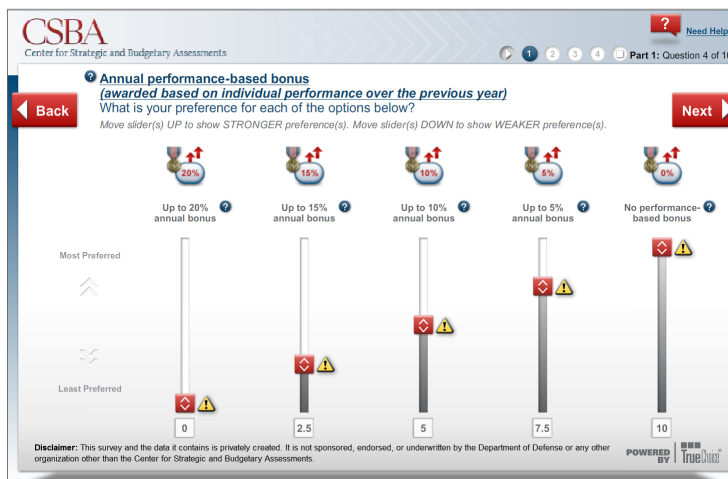 CSBA
Center for Strategic and Budgetary Assessments
?
Need Help
1 2 3 4 Part 1: Question 4 of 10
? Annual performance-based bonus
(awarded based on individual performance over the previous year)
What is your preference for each of the options below?
Move slider(s) UP to show STRONGER preference(s). Move slider(s) DOWN to show WEAKER preference(s).
Back
Next
20% 15% 10% 5% 0%
Up to 20% ? Up to 15% ? Up to 10% ? Up to 5% ? No performance- ?
annual bonus annual bonus annual bonus annual bonus based bonus
Most Preferred
Least Preferred
0 2.5 5 7.5 10
Disclaimer: This survey and the data it contains is privately created. It is not sponsored, endorsed, or underwritten by the Department of Defense or any other
organization other than the Center for Strategic and Budgetary Assessments.
POWERED
BY
TrueChoice